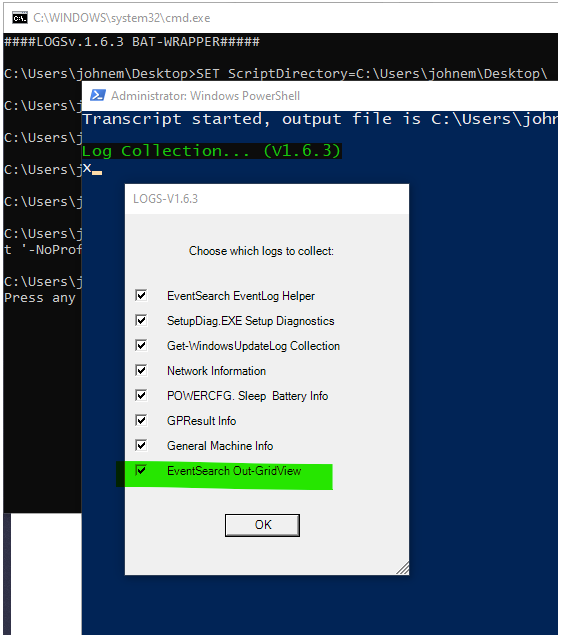 C:\WINDOWS\system32\cmd.exe
####LOGSv.1.6.3 BAT-WRAPPER#####
C:\Users\johnem\Desktop>SET ScriptDirectory=C:\Users\johnem\Desktop\
C:\Users\j
Administrator: Windows PowerShell
Transcript started, output file is C:\Users\john
C:\Users\j
Log Collection... (V1.6.3)
C:\Users\j
x
C:\Users\j
LOGS-V1.6.3
C:\Users\j
t '-NoProf
C:\Users\j
Press any
Choose which logs to collect:
EventSearch EventLog Helper
SetupDiag.EXE Setup Diagnostics
Get-WindowsUpdateLog Collection
Network Information
POWERCFG. Sleep Battery Info
GPResult Info
General Machine Info
EventSearch Out-GridView
OK